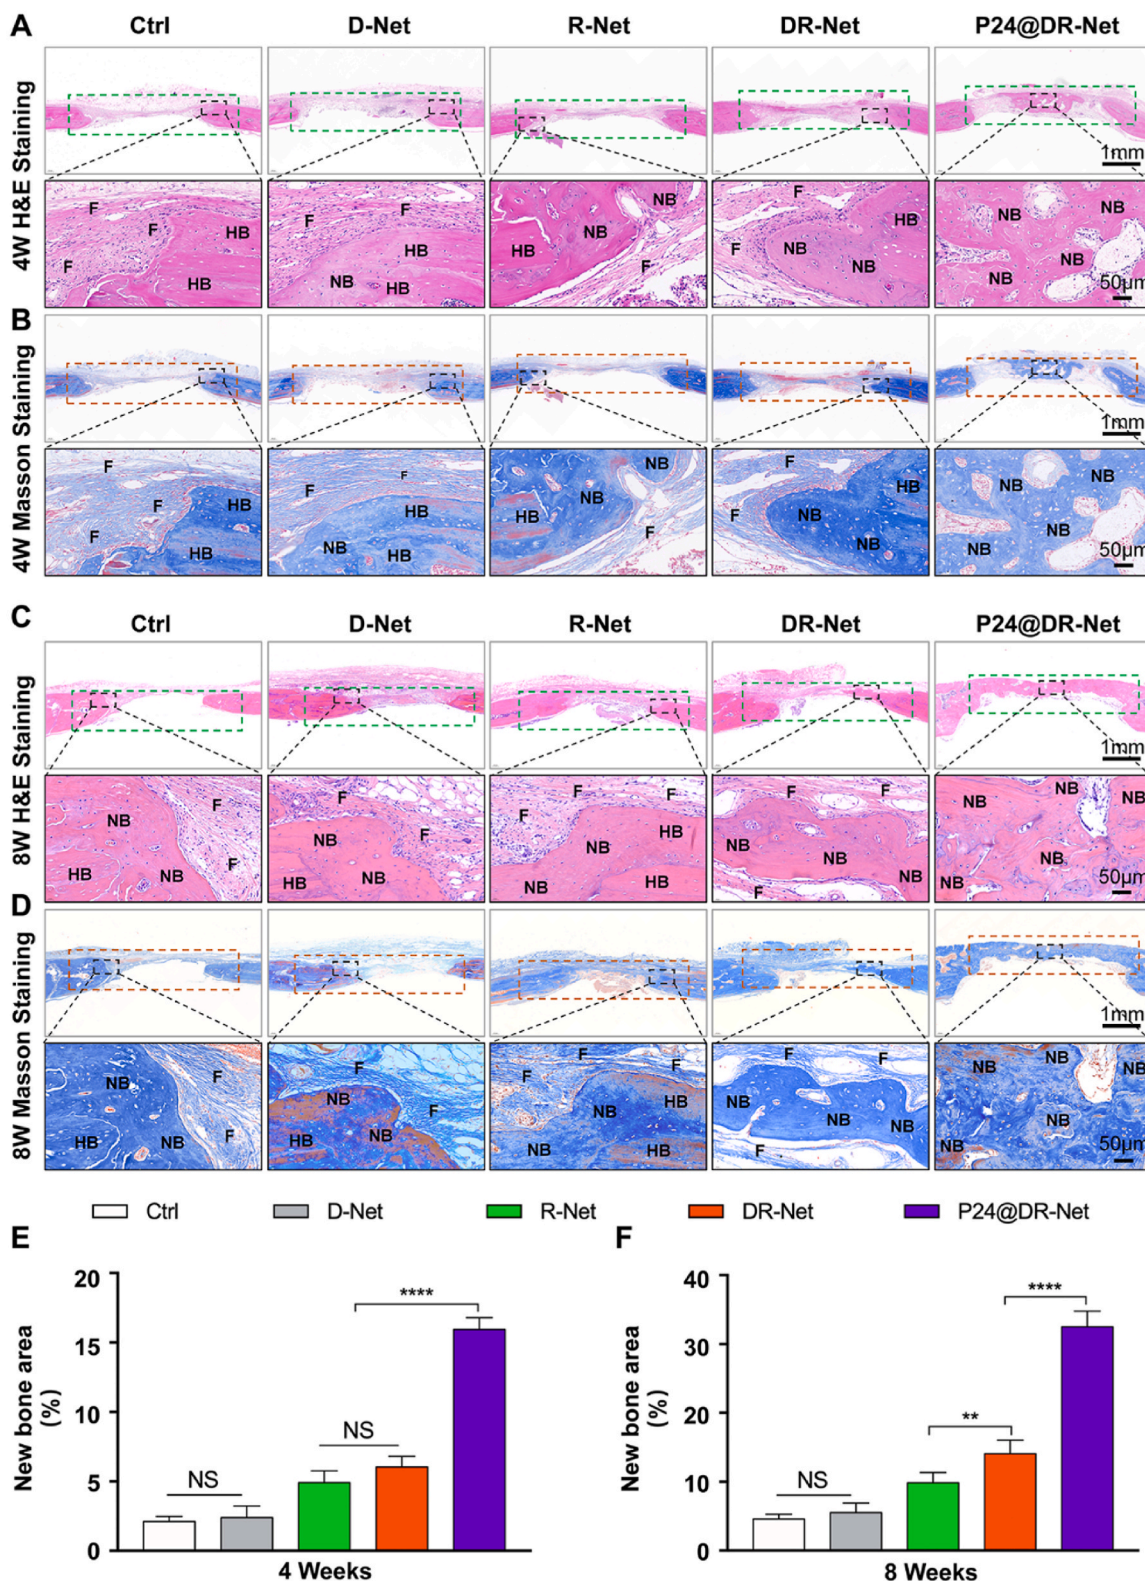 A
Ctrl D-Net R-Net DR-Net P24@DR-Net
4W H&E Staining
1mm
F F F HB HB
F F HB NB HB
NB NB HB F
F HB F NB NB
NB NB NB NB 50μm
B
4W Masson Staining
1mm
F F F HB HB
F F HB NB HB
NB NB HB F
F HB F NB NB
NB NB NB NB 50μm
C
Ctrl D-Net R-Net DR-Net P24@DR-Net
8W H&E Staining
1mm
NB F HB NB F
F NB F HB NB
F F NB HB NB HB
F F NB NB NB F
NB NB NB NB 50μm
D
8W Masson Staining
1mm
NB F HB NB F
F NB F HB NB
F F NB HB NB HB
F F NB NB NB F
NB NB NB NB 50μm
Ctrl D-Net R-Net DR-Net P24@DR-Net
E
New bone area
(%)
20
15
10
5
0
NS
NS
****
4 Weeks
F
New bone area
(%)
40
30
20
10
0
NS
**
****
8 Weeks